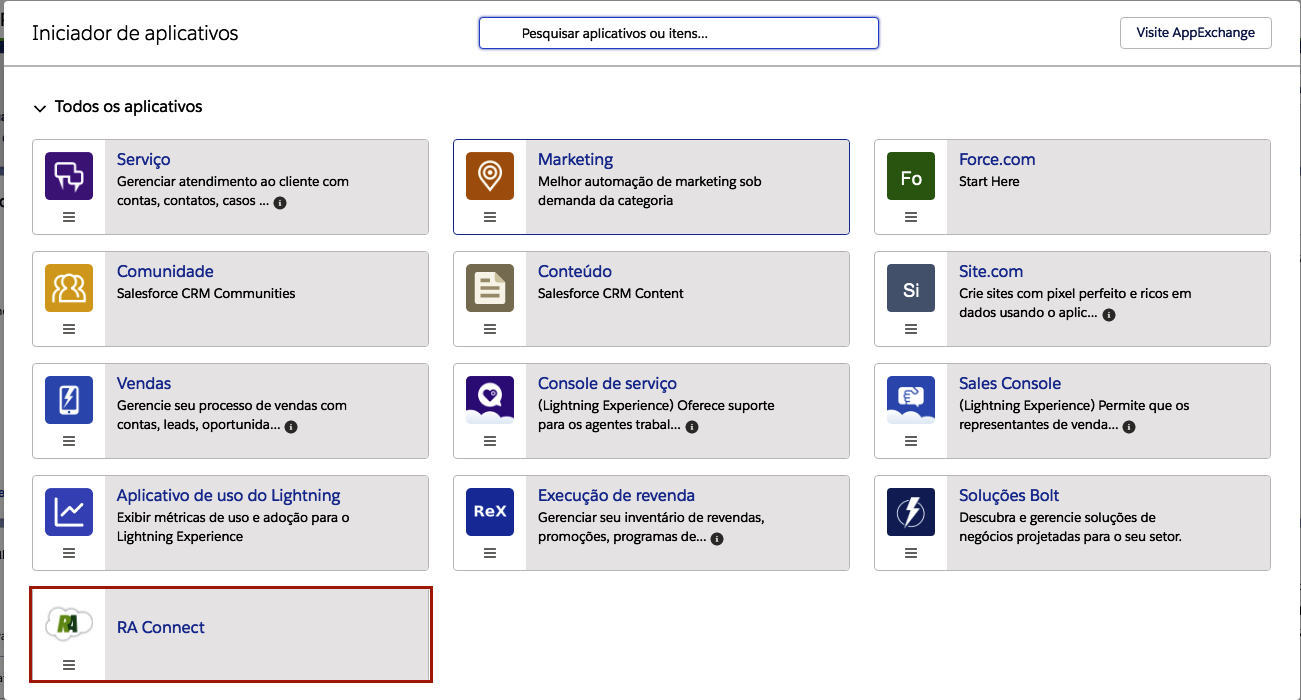 Iniciador de aplicativos
Pesquisar aplicativos ou itens...
Visite AppExchange
Todos os aplicativos
Serviço
Gerenciar atendimento ao cliente com
contas, contatos, casos ...
Marketing
Melhor automação de marketing sob
demanda da categoria
Fo
Force.com
Start Here
Comunidade
Salesforce CRM Communities
Conteúdo
Salesforce CRM Content
Si
Site.com
Crie sites com pixel perfeito e ricos em
dados usando o aplic...
Vendas
Gerencie seu processo de vendas com
contas, leads, oportunida...
Console de serviço
(Lightning Experience) Oferece suporte
para os agentes trabal...
Sales Console
(Lightning Experience) Permite que os
representantes de venda...
Aplicativo de uso do Lightning
Exibir métricas de uso e adoção para o
Lightning Experience
ReX
Execução de revenda
Gerenciar seu inventário de revendas,
promoções, programas de...
Soluções Bolt
Descubra e gerencie soluções de
negócios projetadas para o seu setor.
RA
RA Connect